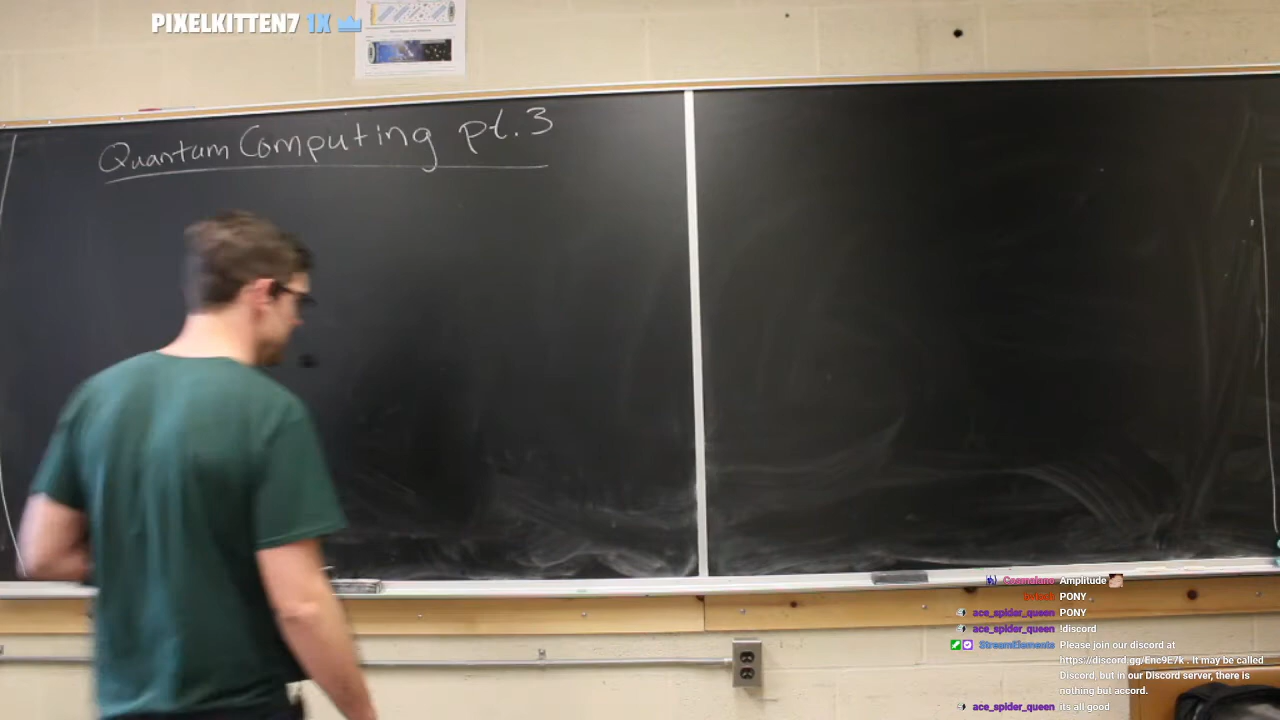 PIXELKITTEN7 1X
Quantum Computing pt.3
Cosmaiano Amplitude
PONY .
ace_spider_queen PONY
ace_spider_queen !discord
StreamElements Please join our discord at
https://discord.gg/Enc9E7k . It may be called
Discord, but in our Discord server, there is
nothing but accord.
ace_spider_queen its all good